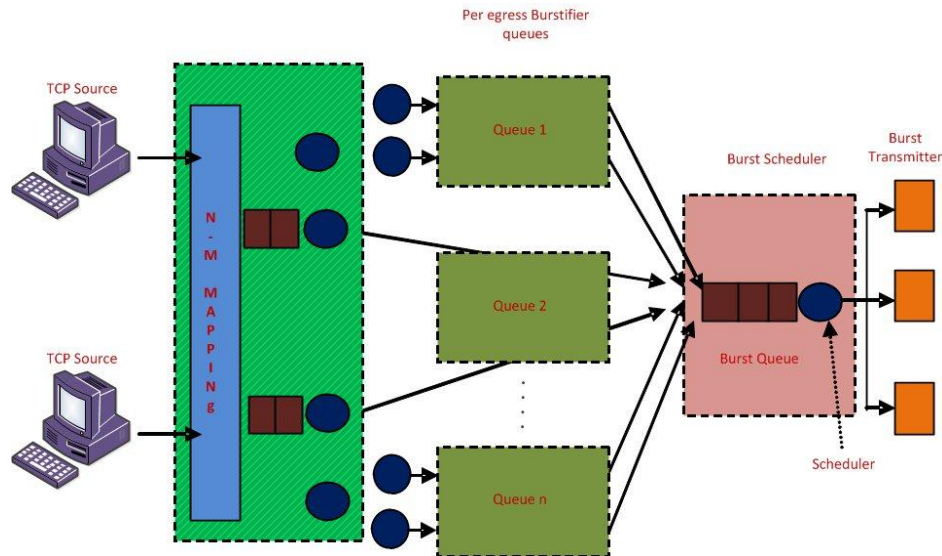 Per egress Burstifier
queues
TCP Source
Queue 1
Burst Scheduler
Burst
Transmitter
N-M MAPPINg
Queue 2
TCP Source
Burst Queue
Scheduler
Queue n